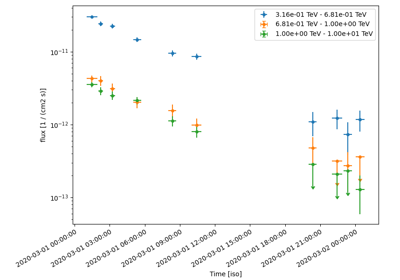 3.16e-01 TeV - 6.81e-01 TeV
6.81e-01 TeV - 1.00e+00 TeV
1.00e+00 TeV - 1.00e+01 TeV
flux [1 / (cm2 s)]
10⁻¹¹
10⁻¹²
10⁻¹³
2020-03-01 00:00:00
2020-03-01 03:00:00
2020-03-01 06:00:00
2020-03-01 09:00:00
2020-03-01 12:00:00
2020-03-01 15:00:00
2020-03-01 18:00:00
2020-03-01 21:00:00
2020-03-02 00:00:00
Time [iso]